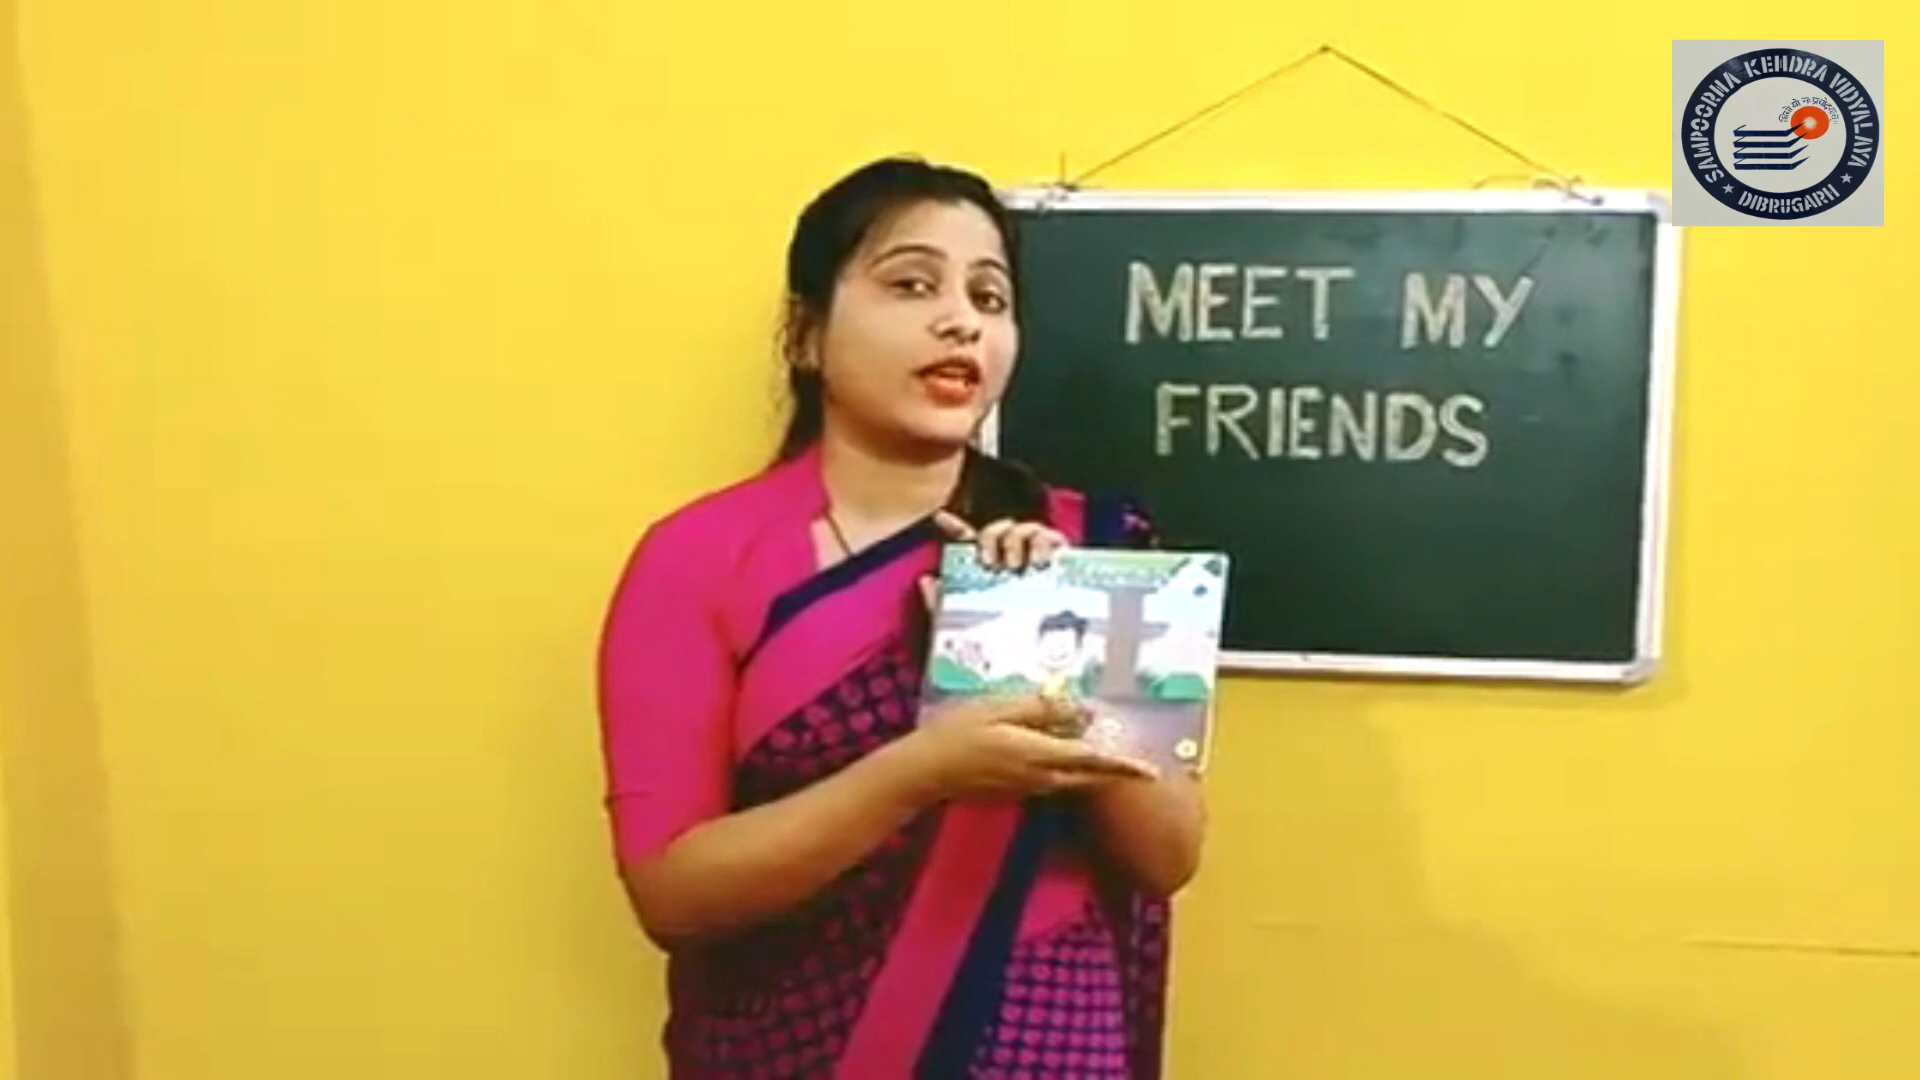 MEET MY
FRIENDS
SAMPOORNA KENDRA VIDYALAYA
★ DIBRUGARH ★